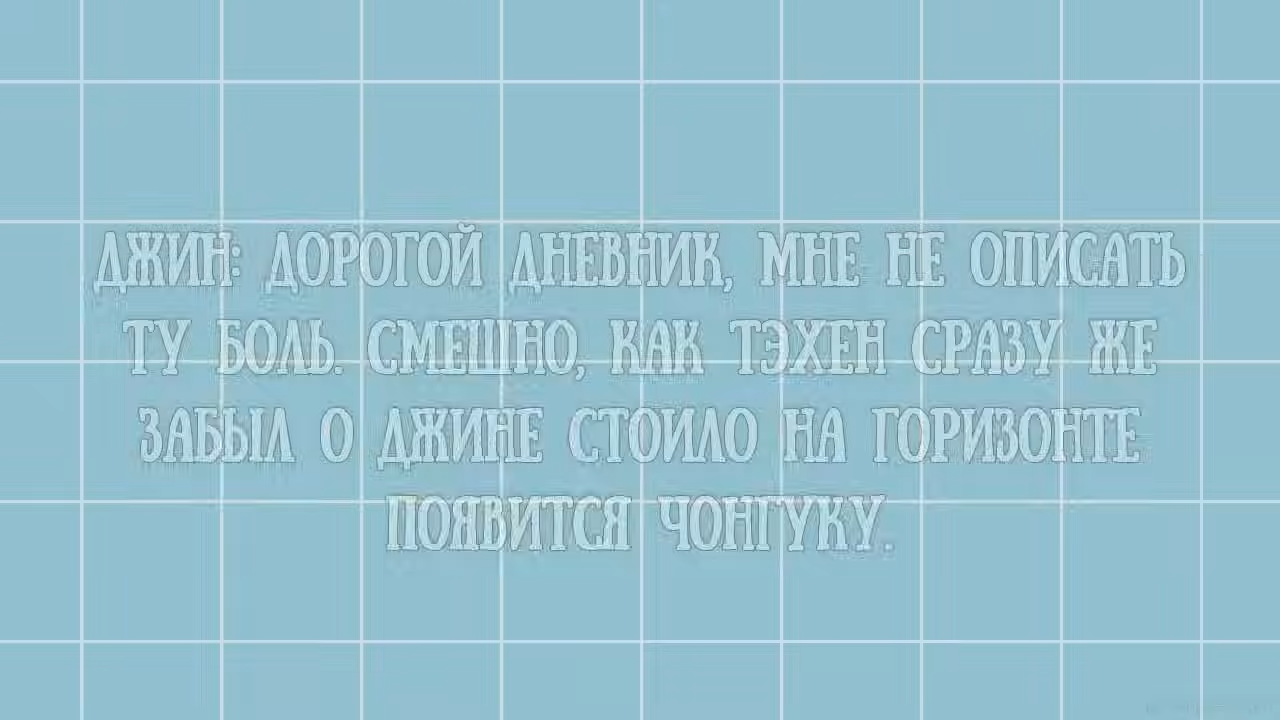 ДЖИН: ДОРОГОЙ ДНЕВНИК, МНЕ НЕ ОПИСАТЬ
ТУ БОЛЬ. СМЕШНО, КАК ТЭХЕН СРАЗУ ЖЕ
ЗАБЫЛ О ДЖИНЕ СТОИЛО НА ГОРИЗОНТЕ
ПОЯВИТСЯ ЧОНГУКУ.